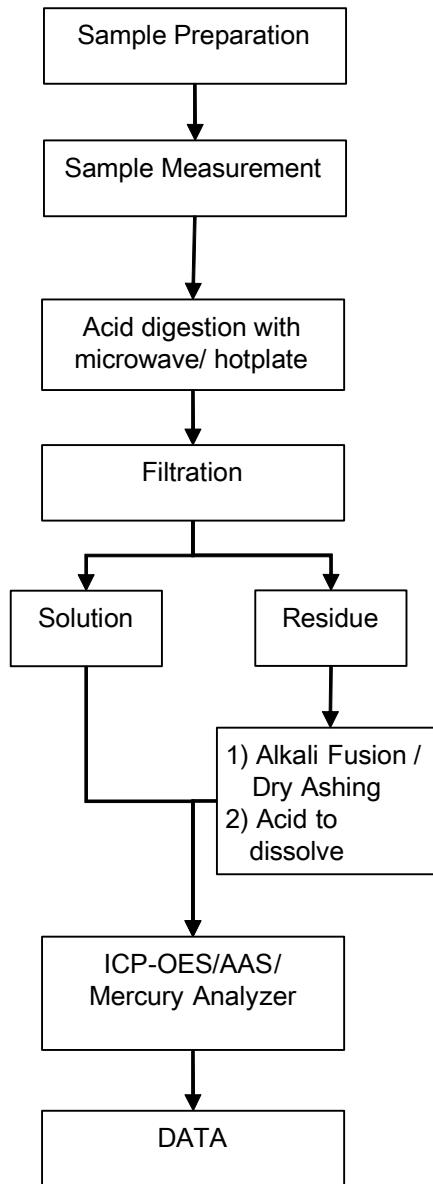 Sample Preparation
Sample Measurement
Acid digestion with
microwave/ hotplate
Filtration
Solution
Residue
1) Alkali Fusion /
Dry Ashing
2) Acid to
dissolve
ICP-OES/AAS/
Mercury Analyzer
DATA